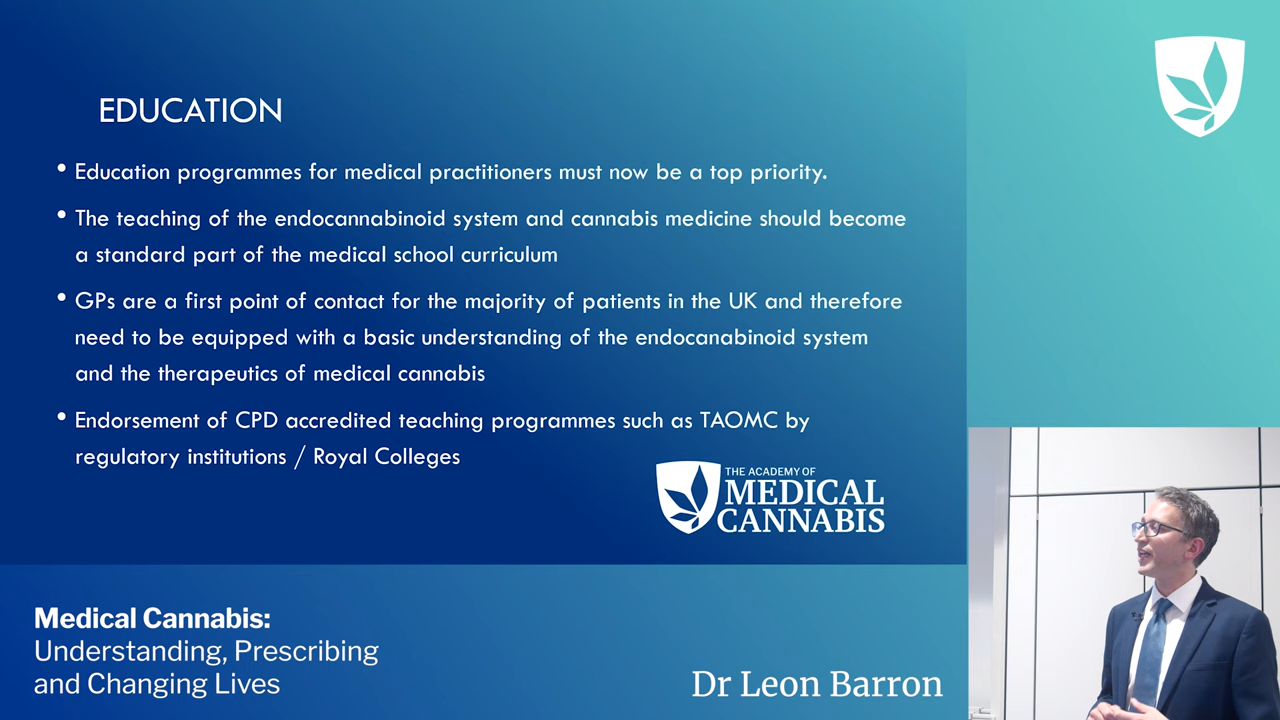 EDUCATION
• Education programmes for medical practitioners must now be a top priority.
• The teaching of the endocannabinoid system and cannabis medicine should become
a standard part of the medical school curriculum
• GPs are a first point of contact for the majority of patients in the UK and therefore
need to be equipped with a basic understanding of the endocanabinoid system
and the therapeutics of medical cannabis
• Endorsement of CPD accredited teaching programmes such as TAOMC by
regulatory institutions / Royal Colleges
THE ACADEMY OF
MEDICAL
CANNABIS
Medical Cannabis:
Understanding, Prescribing
and Changing Lives
Dr Leon Barron